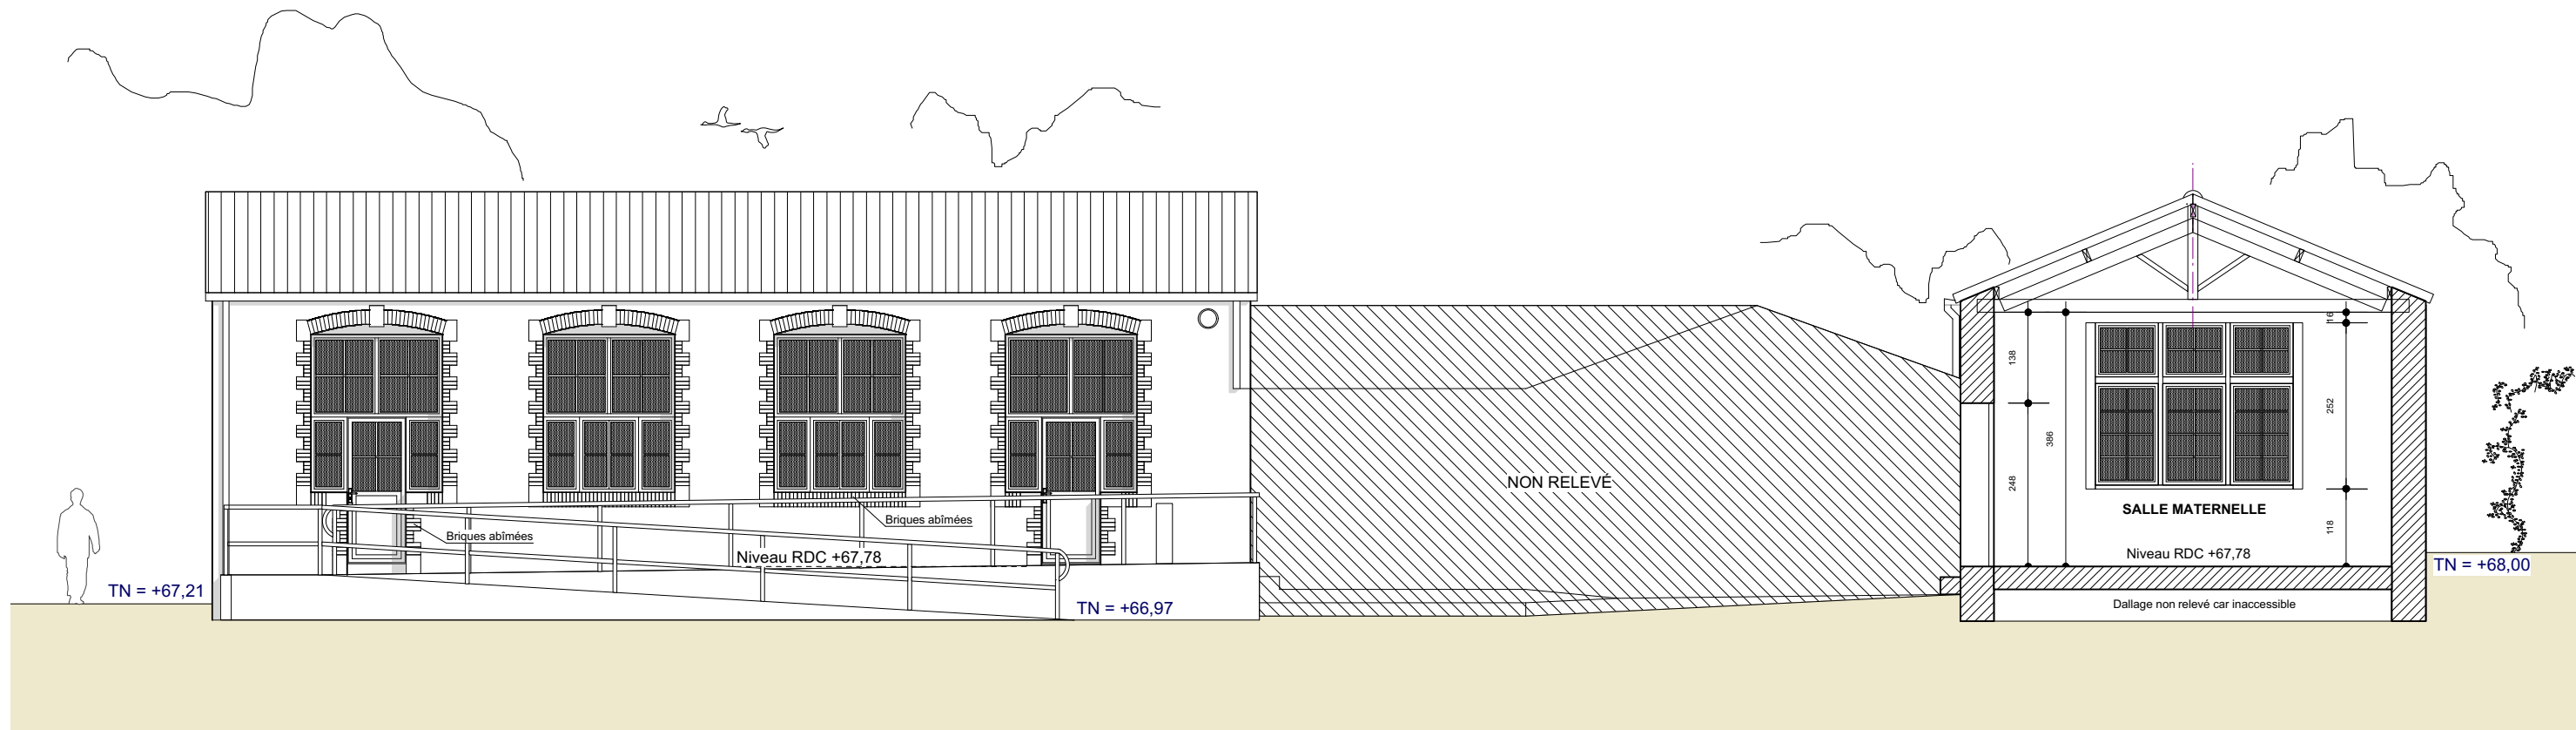 NON RELEVÉ
Briques abîmées
Briques abîmées
Niveau RDC +67,78
TN = +67,21
TN = +66,97
16
138
386
252
248
118
SALLE MATERNELLE
Niveau RDC +67,78
TN = +68,00
Dallage non relevé car inaccessible